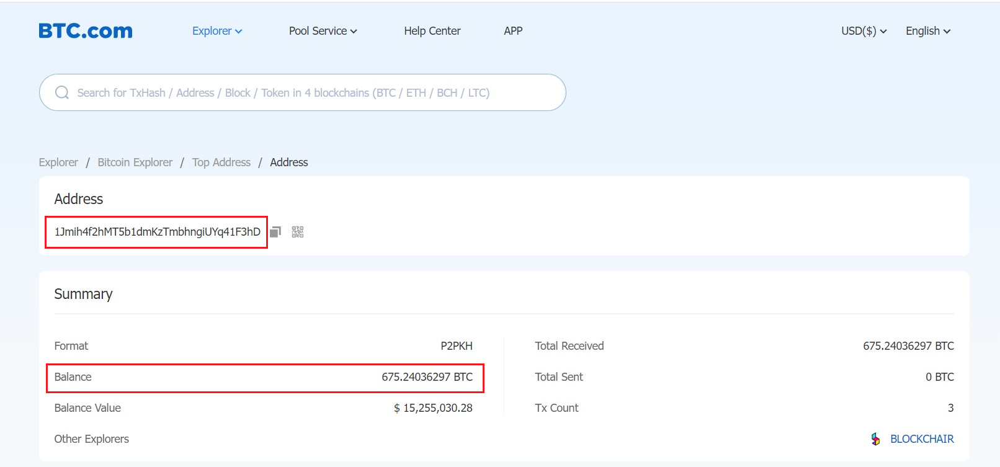 BTC.com Explorer Pool Service Help Center APP USD($) English
Search for TxHash / Address / Block / Token in 4 blockchains (BTC / ETH / BCH / LTC)
Explorer / Bitcoin Explorer / Top Address / Address
Address
1Jmih4f2hMT5b1dmKzTmbhngiUYq41F3hD
Summary
Format P2PKH Total Received 675.24036297 BTC
Balance 675.24036297 BTC Total Sent 0 BTC
Balance Value $ 15,255,030.28 Tx Count 3
Other Explorers BLOCKCHAIR